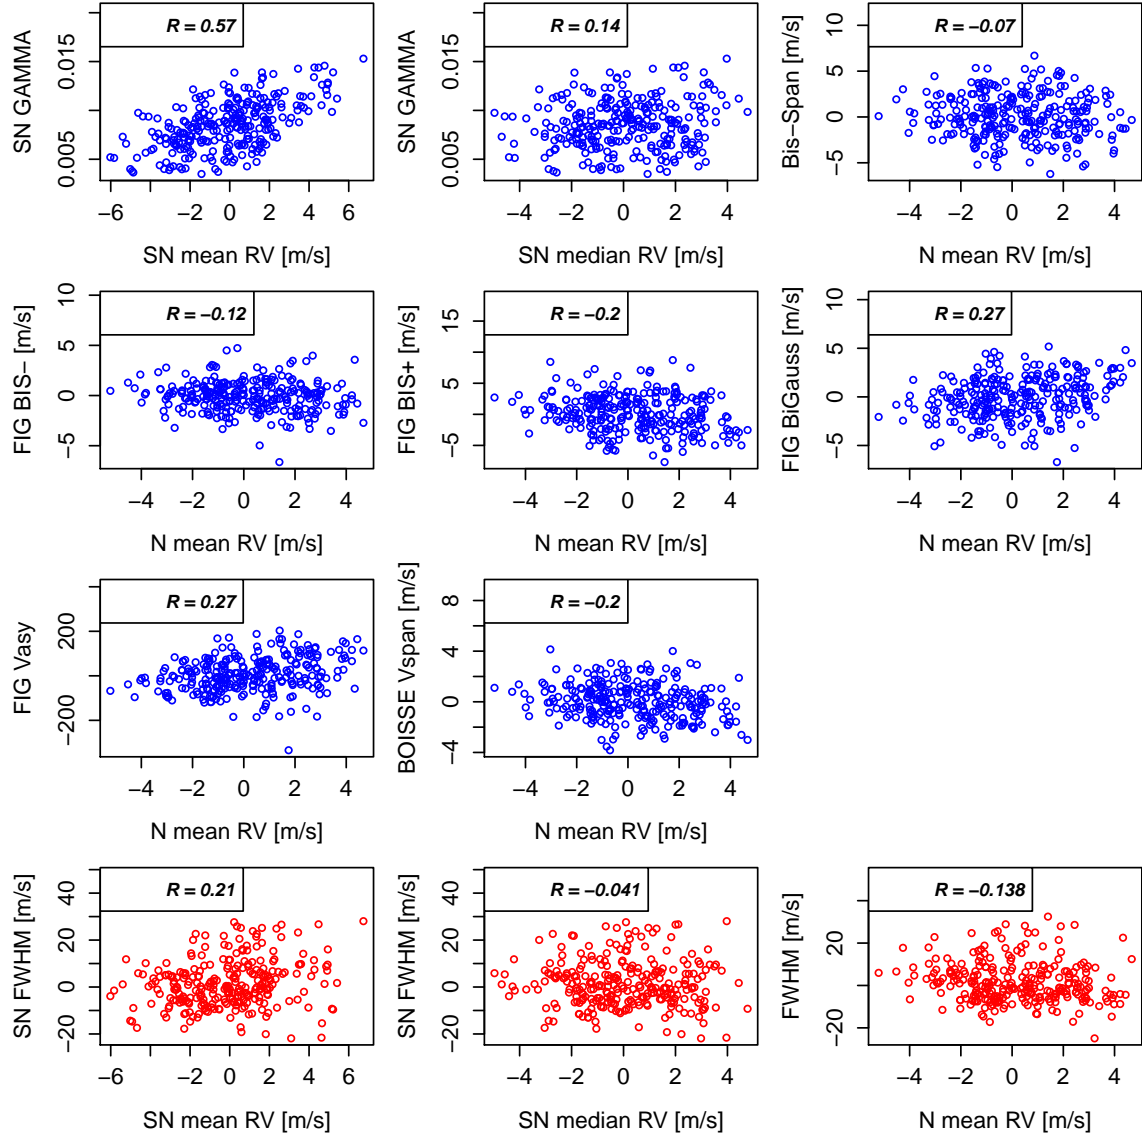 R = 0.57
SN GAMMA
0.005 0.015
−6 −4 −2 0 2 4 6
SN mean RV [m/s]
R = 0.14
SN GAMMA
0.005 0.015
−4 −2 0 2 4
SN median RV [m/s]
R = −0.07
Bis−Span [m/s]
−5 0 5 10
−4 −2 0 2 4
N mean RV [m/s]
R = −0.12
FIG BIS− [m/s]
−5 0 5 10
−4 −2 0 2 4
N mean RV [m/s]
R = −0.2
FIG BIS+ [m/s]
−5 5 15
−4 −2 0 2 4
N mean RV [m/s]
R = 0.27
FIG BiGauss [m/s]
−5 0 5 10
−4 −2 0 2 4
N mean RV [m/s]
R = 0.27
FIG Vasy
−200 200
−4 −2 0 2 4
N mean RV [m/s]
R = −0.2
BOISSE Vspan [m/s]
−4 0 4 8
−4 −2 0 2 4
N mean RV [m/s]
R = 0.21
SN FWHM [m/s]
−20 0 20 40
−6 −4 −2 0 2 4 6
SN mean RV [m/s]
R = −0.041
SN FWHM [m/s]
−20 0 20 40
−4 −2 0 2 4
SN median RV [m/s]
R = −0.138
FWHM [m/s]
−20 20
−4 −2 0 2 4
N mean RV [m/s]